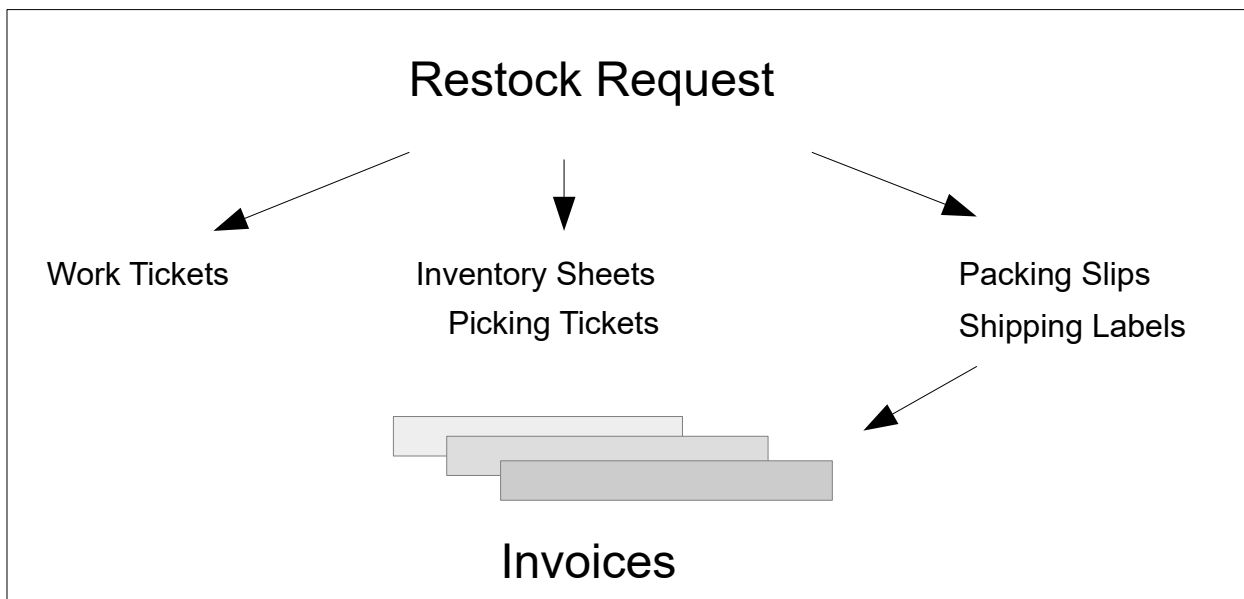 Restock Request
Work Tickets
Inventory Sheets
Picking Tickets
Packing Slips
Shipping Labels
Invoices